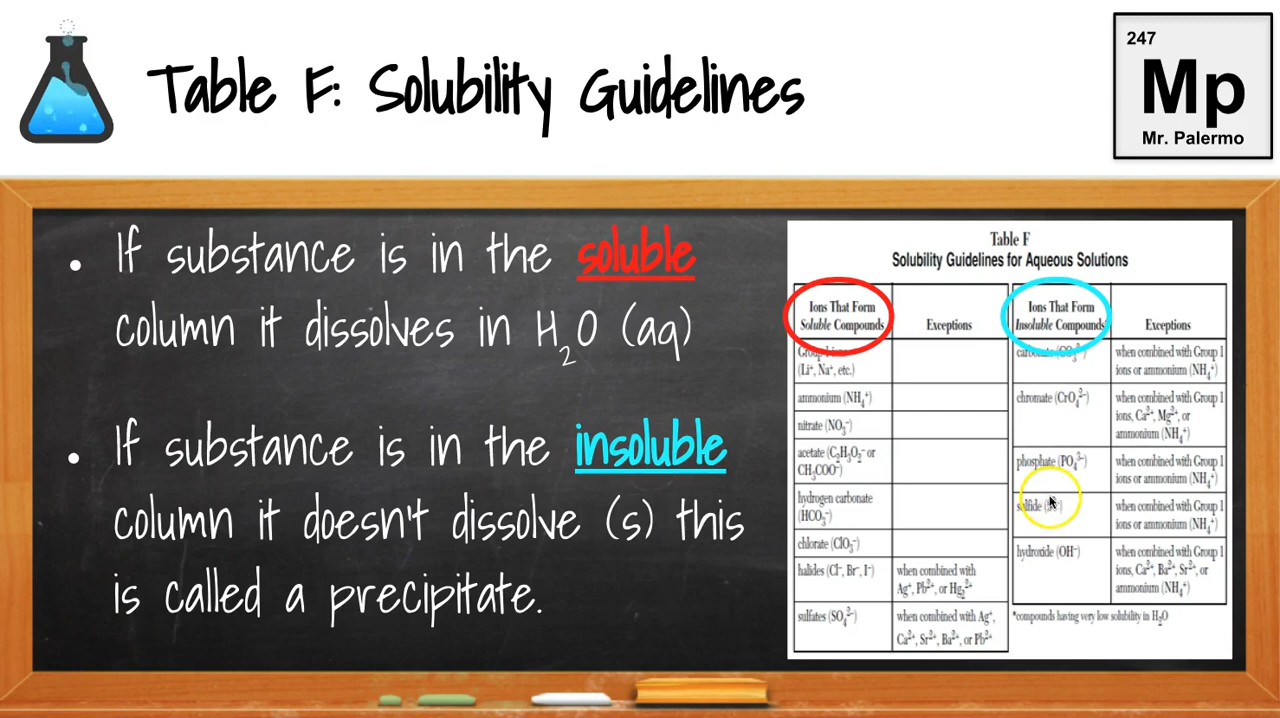 Table F: Solubility Guidelines
247
Mp
Mr. Palermo
• If substance is in the soluble
column it dissolves in H₂O (aq)
• If substance is in the insoluble
column it doesn't dissolve (s) this
is called a precipitate.
Table F
Solubility Guidelines for Aqueous Solutions
Ions That Form
Soluble Compounds
Exceptions
Group 1 ions
(Li⁺, Na⁺, etc.)
ammonium (NH₄⁺)
nitrate (NO₃⁻)
acetate (C₂H₃O₂⁻ or
CH₃COO⁻)
hydrogen carbonate
(HCO₃⁻)
chlorate (ClO₃⁻)
halides (Cl⁻, Br⁻, I⁻)
when combined with
Ag⁺, Pb²⁺, or Hg₂²⁺
sulfates (SO₄²⁻)
when combined with Ag⁺,
Ca²⁺, Sr²⁺, Ba²⁺, or Pb²⁺
Ions That Form
Insoluble Compounds
Exceptions
carbonate (CO₃²⁻)
when combined with Group 1
ions or ammonium (NH₄⁺)
chromate (CrO₄²⁻)
when combined with Group 1
ions, Ca²⁺, Mg²⁺, or
ammonium (NH₄⁺)
phosphate (PO₄³⁻)
when combined with Group 1
ions or ammonium (NH₄⁺)
sulfide
when combined with Group 1
ions or ammonium (NH₄⁺)
hydroxide (OH⁻)
when combined with Group 1
ions, Ca²⁺, Ba²⁺, Sr²⁺, or
ammonium (NH₄⁺)
*compounds having very low solubility in H₂O